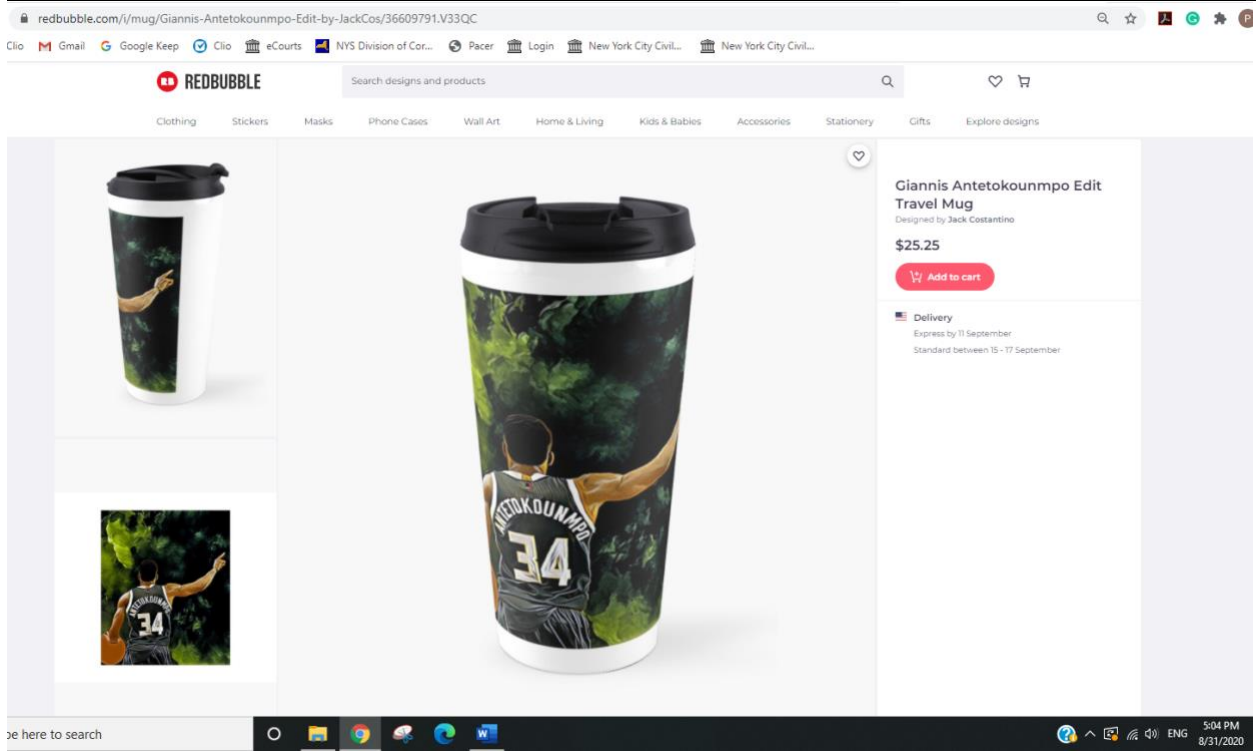 redbubble.com/i/mug/Giannis-Antetokounmpo-Edit-by-JackCos/36609791.V33QC
Clio Gmail Google Keep Clio eCourts NYS Division of Cor... Pacer Login New York City Civil... New York City Civil...
RB REDBUBBLE Search designs and products
Clothing Stickers Masks Phone Cases Wall Art Home & Living Kids & Babies Accessories Stationery Gifts Explore designs
Giannis Antetokounmpo Edit
Travel Mug
Designed by Jack Costantino
$25.25
Add to cart
Delivery
Express by 11 September
Standard between 15 - 17 September
ANTETOKOUNMPO
34
ANTETOKOUNMPO
34
pe here to search
ENG
5:04 PM
8/31/2020